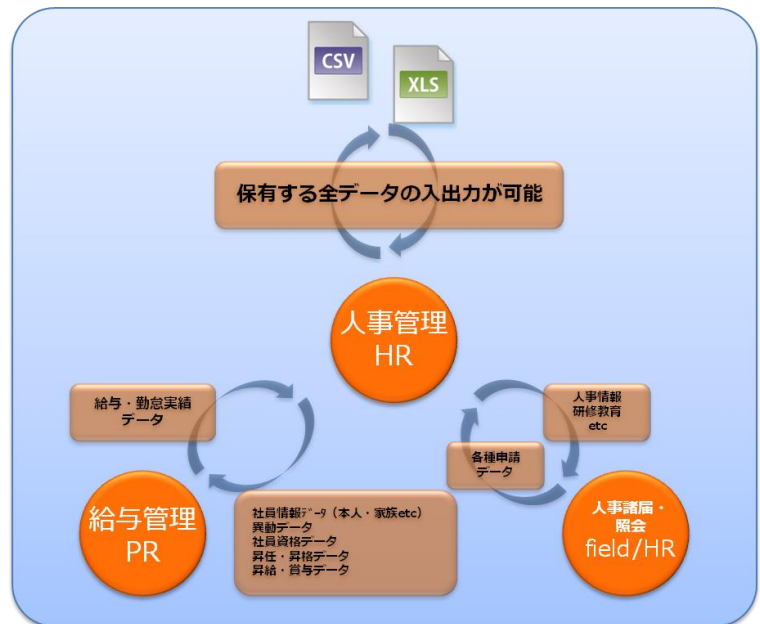 CSV
XLS
保有する全データの入出力が可能
人事管理
HR
給与・勤怠実績
データ
人事情報
研修教育
etc
各種申請
データ
給与管理
PR
社員情報ﾃﾞｰﾀ（本人・家族etc）
異動データ
社員資格データ
昇任・昇格データ
昇給・賞与データ
人事諸届・
照会
field/HR